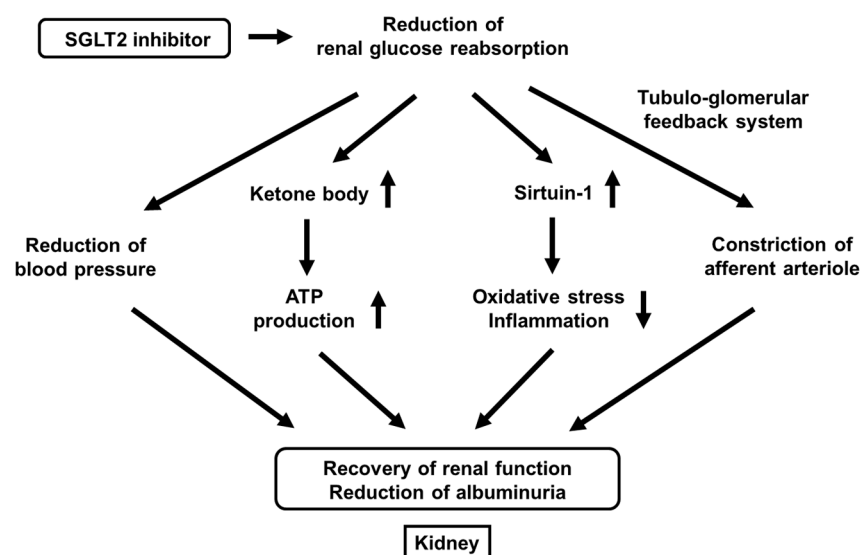 SGLT2 inhibitor
Reduction of
renal glucose reabsorption
Tubulo-glomerular
feedback system
Ketone body
Sirtuin-1
Reduction of
blood pressure
Constriction of
afferent arteriole
ATP
production
Oxidative stress
Inflammation
Recovery of renal function
Reduction of albuminuria
Kidney